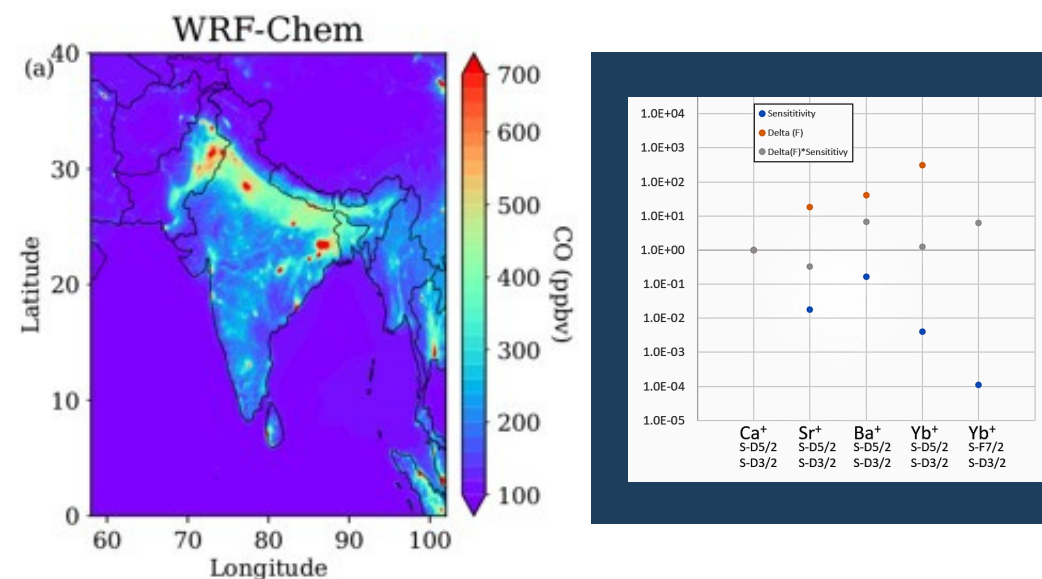 WRF-Chem
(a)
40
30
20
10
0
Latitude
60 70 80 90 100
Longitude
700
600
500
400
300
200
100
CO (ppbv)
Sensititivity
Delta (F)
Delta(F)*Sensititivy
1.0E+04
1.0E+03
1.0E+02
1.0E+01
1.0E+00
1.0E-01
1.0E-02
1.0E-03
1.0E-04
1.0E-05
Ca+ Sr+ Ba+ Yb+ Yb+
S-D5/2 S-D5/2 S-D5/2 S-D5/2 S-F7/2
S-D3/2 S-D3/2 S-D3/2 S-D3/2 S-D3/2